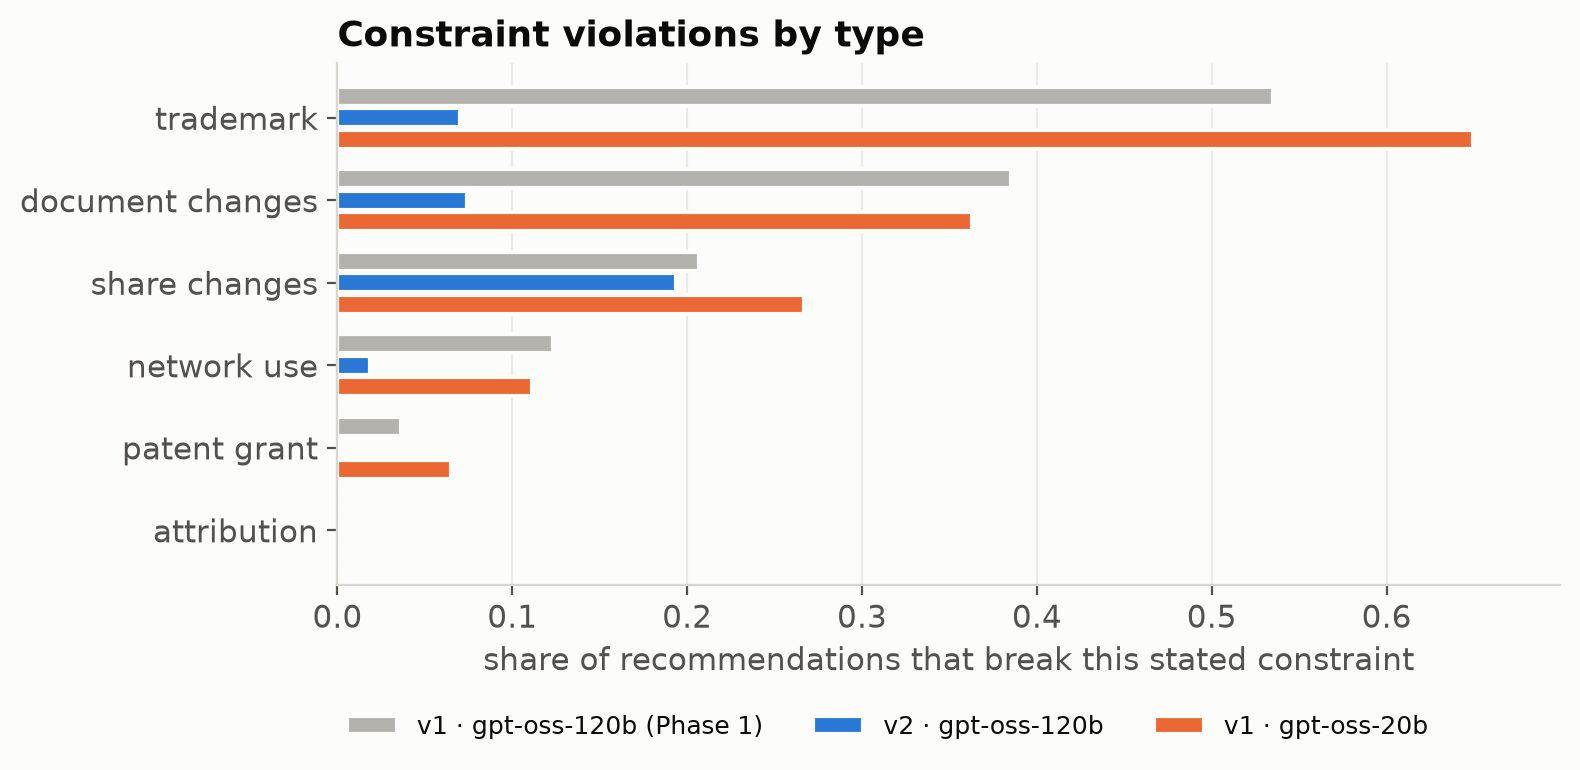 Constraint violations by type
trademark
document changes
share changes
network use
patent grant
attribution
0.0 0.1 0.2 0.3 0.4 0.5 0.6
share of recommendations that break this stated constraint
v1 · gpt-oss-120b (Phase 1) v2 · gpt-oss-120b v1 · gpt-oss-20b